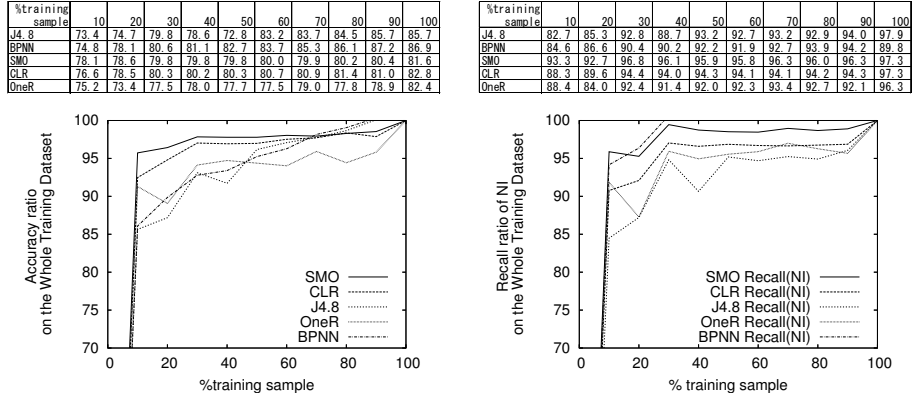 %training
sample 10 20 30 40 50 60 70 80 90 100
J4.8 73.4 74.7 79.8 78.6 72.8 83.2 83.7 84.5 85.7 85.7
BPNN 74.8 78.1 80.6 81.1 82.7 83.7 85.3 86.1 87.2 86.9
SMO 78.1 78.6 79.8 79.8 79.8 80.0 79.9 80.2 80.4 81.6
CLR 76.6 78.5 80.3 80.2 80.3 80.7 80.9 81.4 81.0 82.8
OneR 75.2 73.4 77.5 78.0 77.7 77.5 79.0 77.8 78.9 82.4
%training
sample 10 20 30 40 50 60 70 80 90 100
J4.8 82.7 85.3 92.8 88.7 93.2 92.7 93.2 92.9 94.0 97.9
BPNN 84.6 86.6 90.4 90.2 92.2 91.9 92.7 93.9 94.2 89.8
SMO 93.3 92.7 96.8 96.1 95.9 95.8 96.3 96.0 96.3 97.3
CLR 88.3 89.6 94.4 94.0 94.3 94.1 94.1 94.2 94.3 97.3
OneR 88.4 84.0 92.4 91.4 92.0 92.3 93.4 92.7 92.1 96.3
Accuracy ratio
on the Whole Training Dataset
100
95
90
85
80
75
70
SMO
CLR
J4.8
OneR
BPNN
0 20 40 60 80 100
%training sample
Recall ratio of NI
on the Whole Training Dataset
100
95
90
85
80
75
70
SMO Recall(NI)
CLR Recall(NI)
J4.8 Recall(NI)
OneR Recall(NI)
BPNN Recall(NI)
0 20 40 60 80 100
% training sample